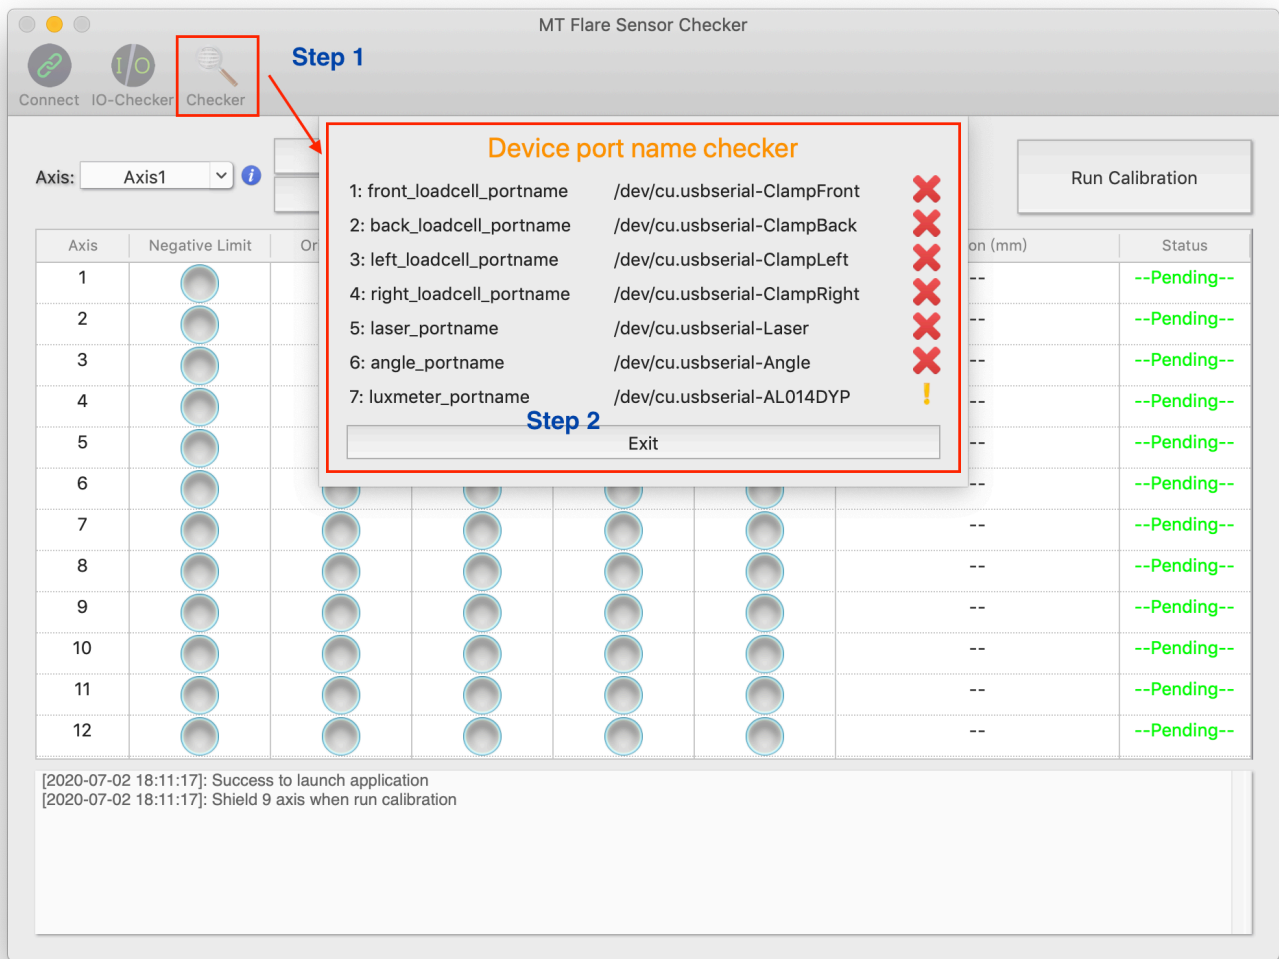 MT Flare Sensor Checker
Step 1
I/O
Connect IO-Checker Checker
Device port name checker
Axis: Axis1 i
Run Calibration
1: front_loadcell_portname /dev/cu.usbserial-ClampFront
2: back_loadcell_portname /dev/cu.usbserial-ClampBack
3: left_loadcell_portname /dev/cu.usbserial-ClampLeft
4: right_loadcell_portname /dev/cu.usbserial-ClampRight
5: laser_portname /dev/cu.usbserial-Laser
6: angle_portname /dev/cu.usbserial-Angle
7: luxmeter_portname /dev/cu.usbserial-AL014DYP
Step 2
Exit
Axis Negative Limit Or on (mm) Status
1 -- --Pending--
2 -- --Pending--
3 -- --Pending--
4 -- --Pending--
5 -- --Pending--
6 -- --Pending--
7 -- --Pending--
8 -- --Pending--
9 -- --Pending--
10 -- --Pending--
11 -- --Pending--
12 -- --Pending--
[2020-07-02 18:11:17]: Success to launch application
[2020-07-02 18:11:17]: Shield 9 axis when run calibration